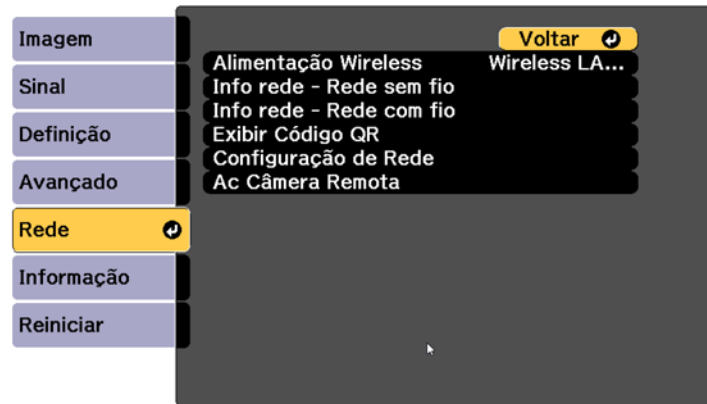 Imagem
Sinal
Definição
Avançado
Rede
Informação
Reiniciar
Voltar
Alimentação Wireless Wireless LA...
Info rede - Rede sem fio
Info rede - Rede com fio
Exibir Código QR
Configuração de Rede
Ac Câmera Remota